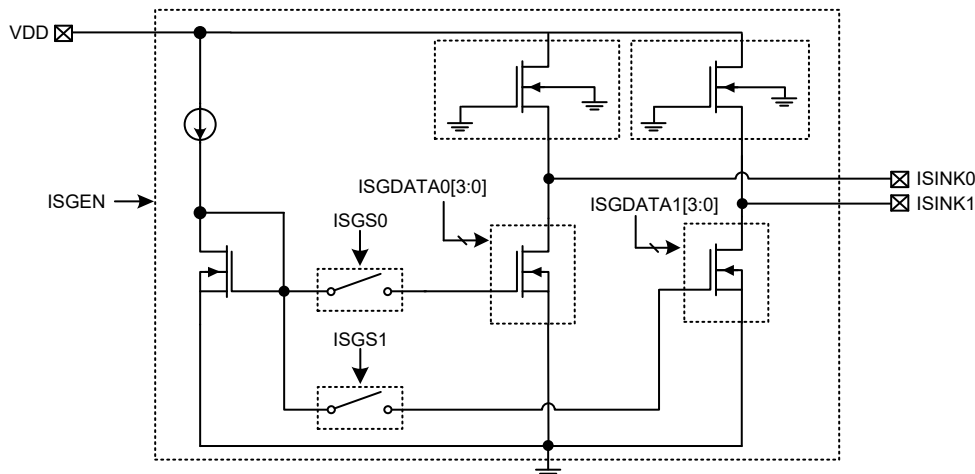 VDD
ISGDATA0[3:0]
ISINK0
ISGEN
ISGDATA1[3:0]
ISINK1
ISGS0
ISGS1